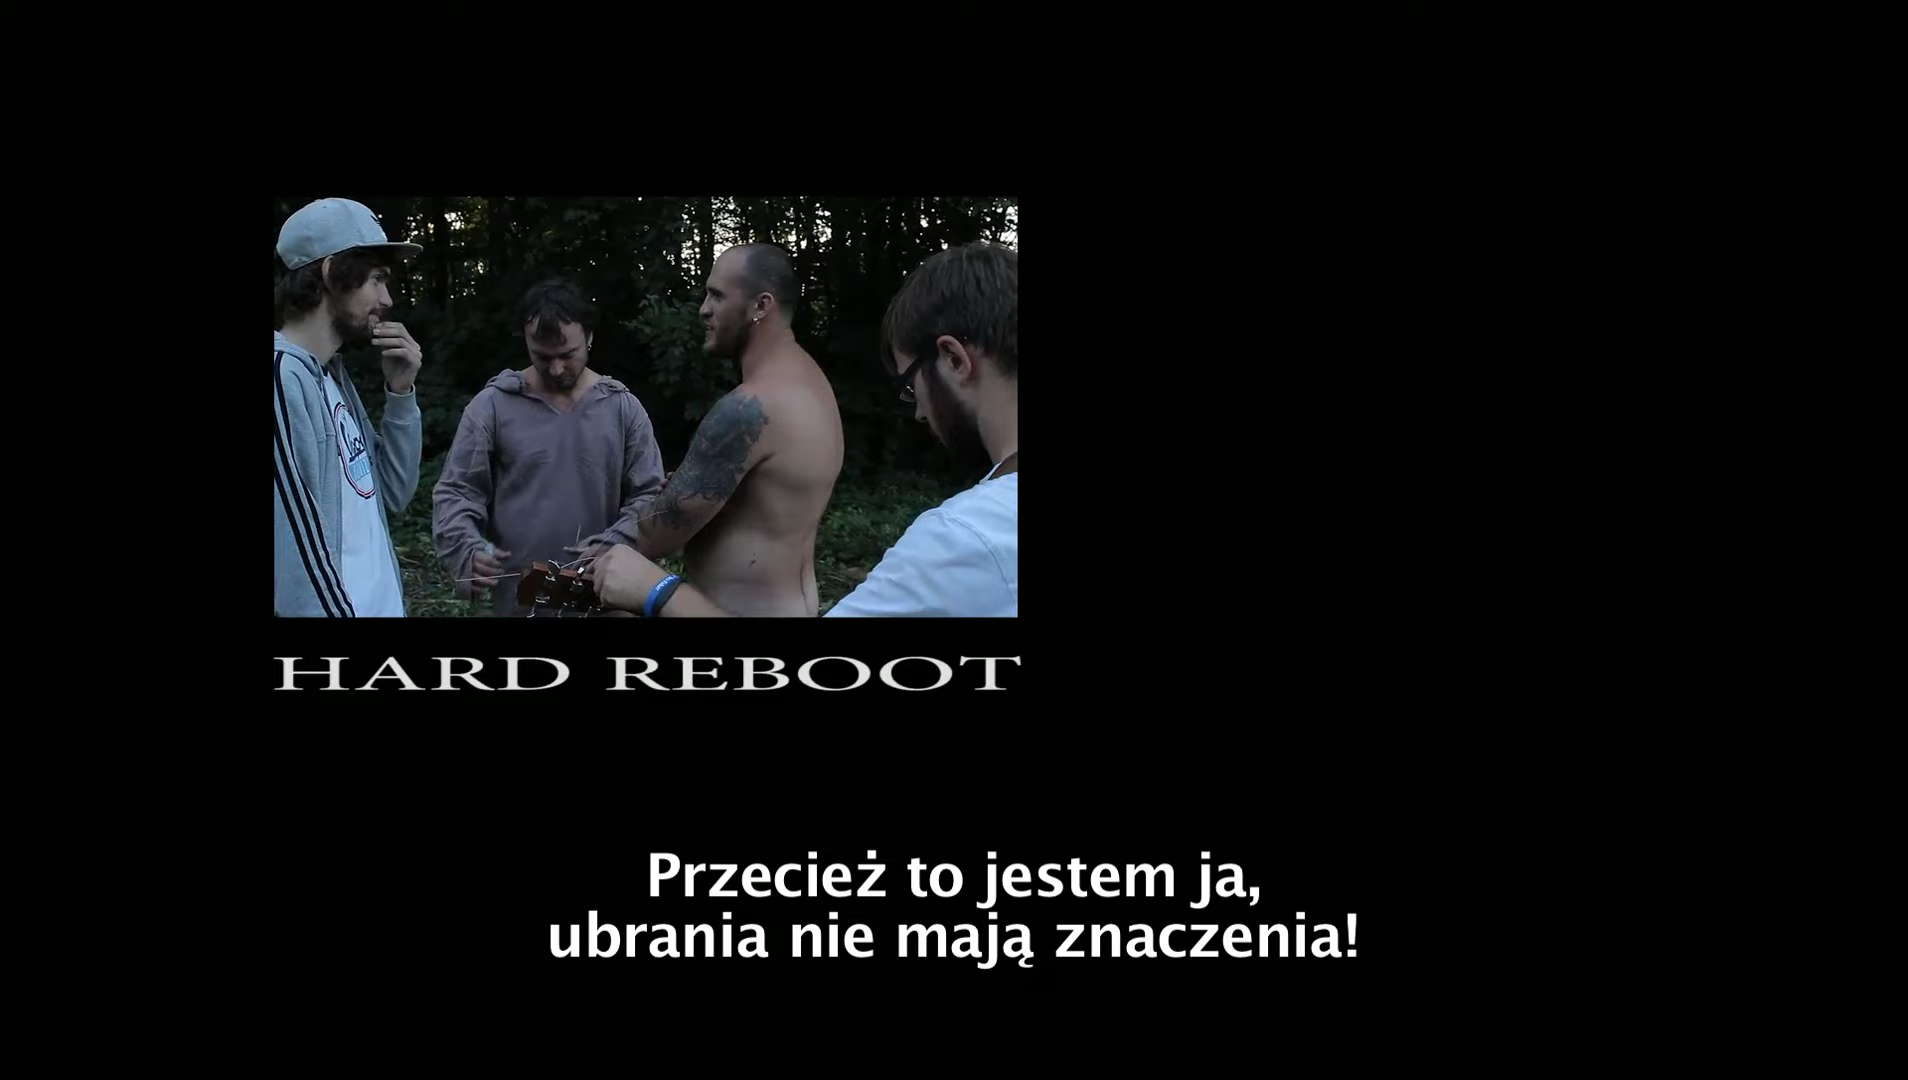 HARD REBOOT
Przecież to jestem ja,
ubrania nie mają znaczenia!